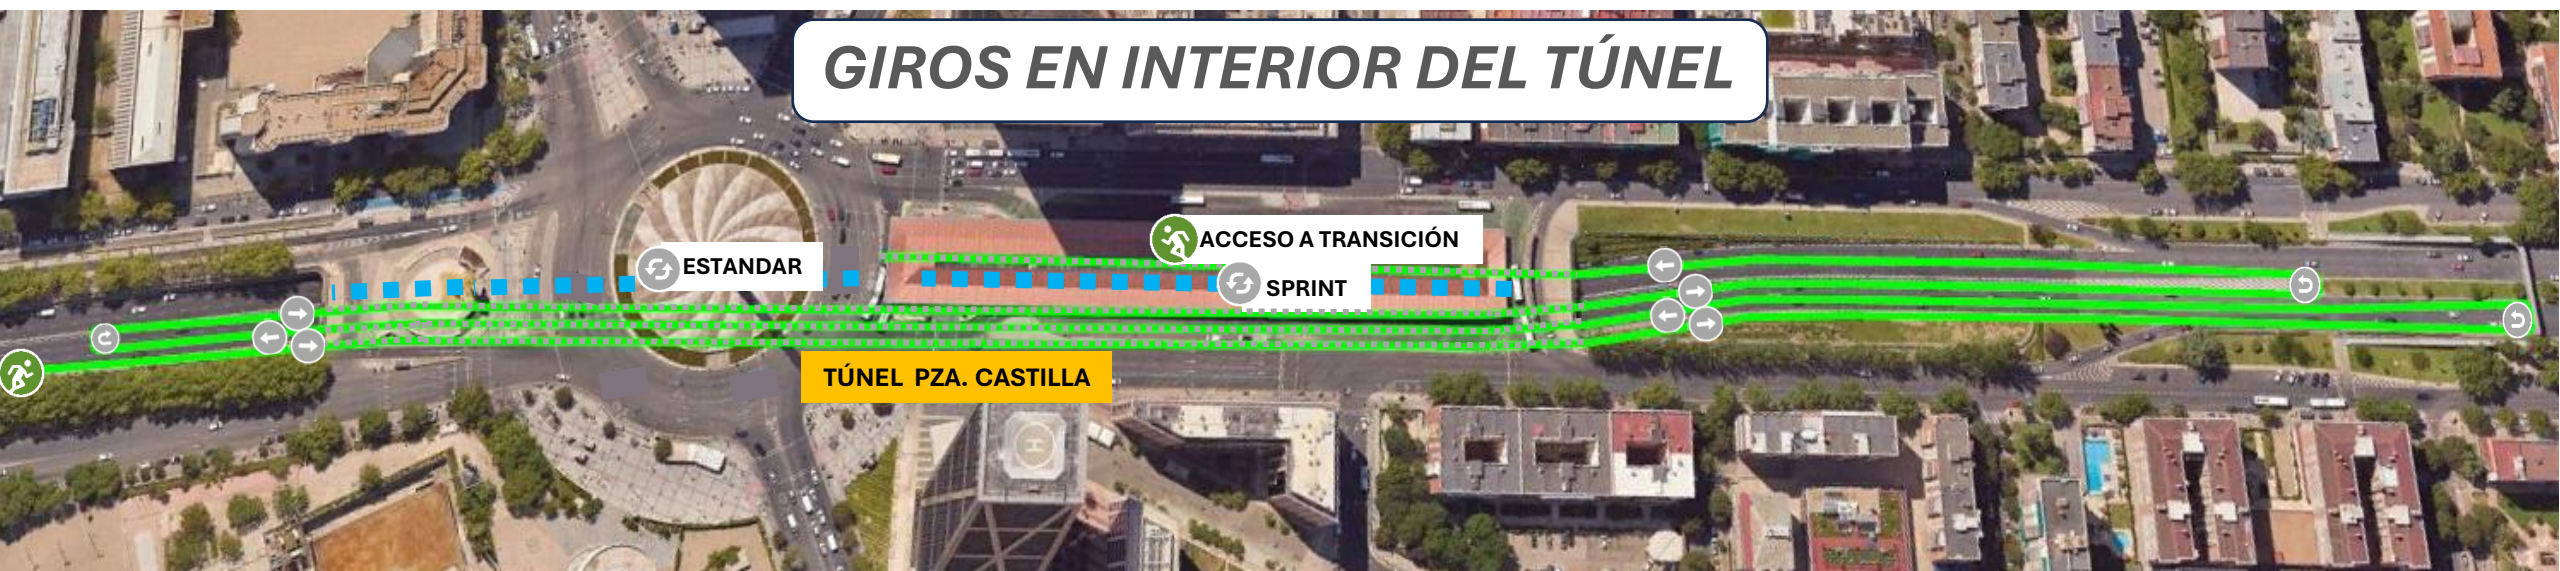 GIROS EN INTERIOR DEL TÚNEL
ACCESO A TRANSICIÓN
ESTANDAR
SPRINT
TÚNEL PZA. CASTILLA
H